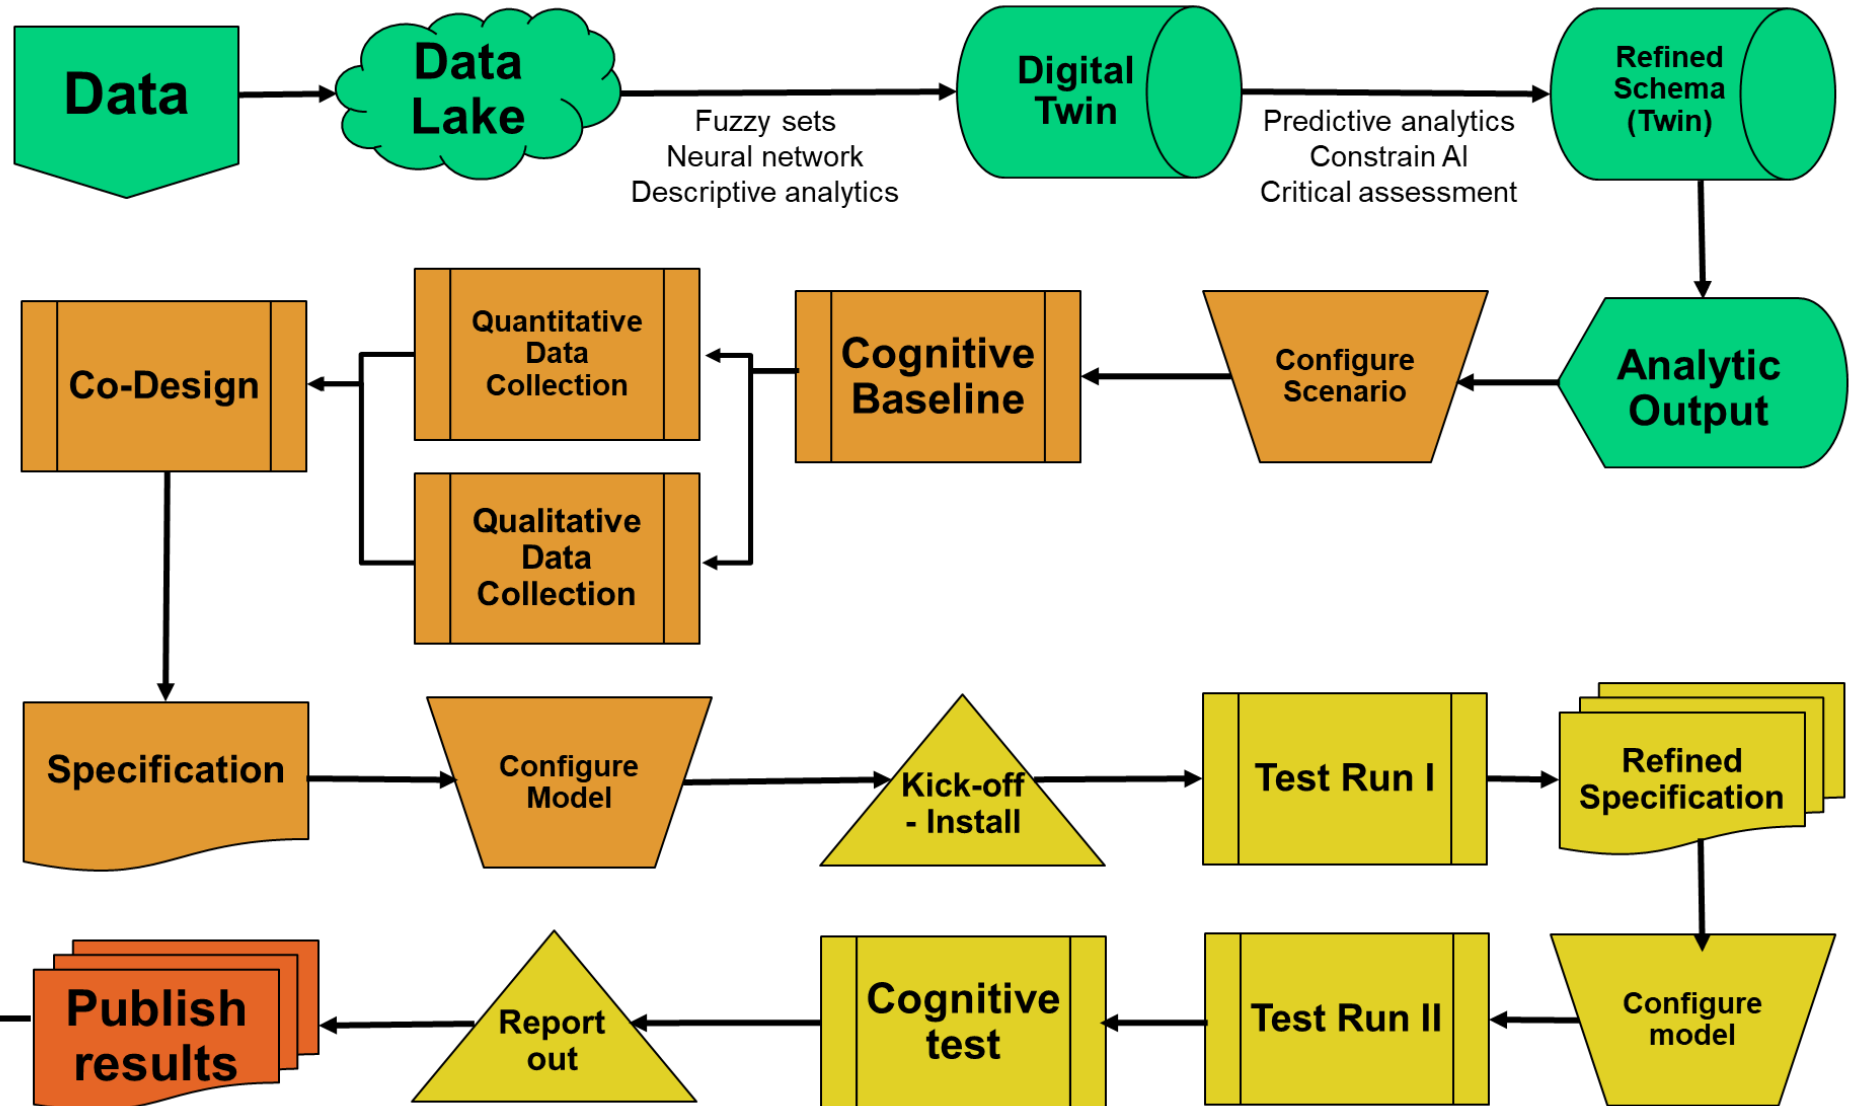 Data
Data
Lake
Fuzzy sets
Neural network
Descriptive analytics
Digital
Twin
Predictive analytics
Constrain AI
Critical assessment
Refined
Schema
(Twin)
Analytic
Output
Configure
Scenario
Cognitive
Baseline
Quantitative
Data
Collection
Qualitative
Data
Collection
Co-Design
Specification
Configure
Model
Kick-off
- Install
Test Run I
Refined
Specification
Configure
model
Test Run II
Cognitive
test
Report
out
Publish
results